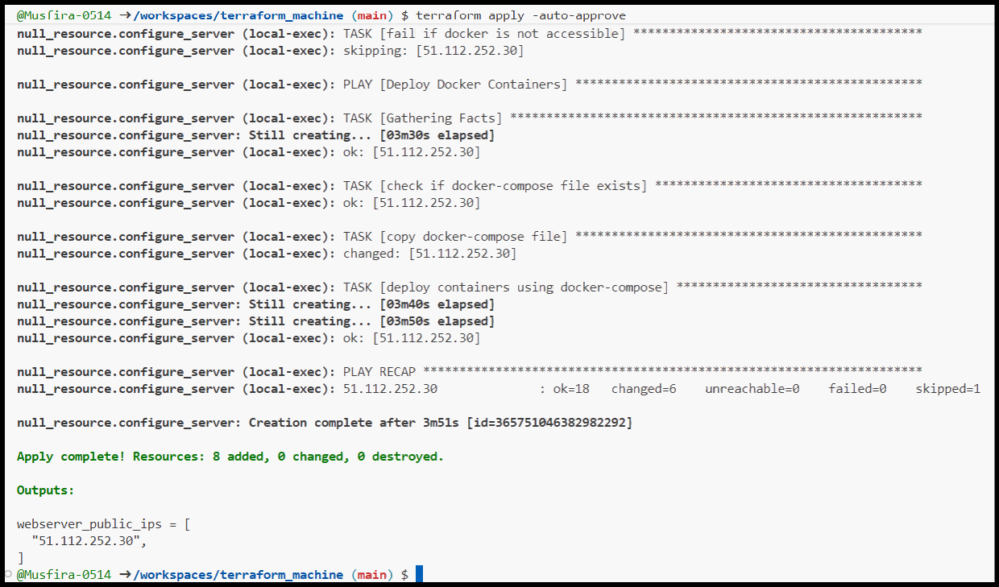 @Musfira-0514 →/workspaces/terraform_machine (main) $ terraform apply -auto-approve
null_resource.configure_server (local-exec): TASK [fail if docker is not accessible] ****************************************
null_resource.configure_server (local-exec): skipping: [51.112.252.30]
null_resource.configure_server (local-exec): PLAY [Deploy Docker Containers] ************************************************
null_resource.configure_server (local-exec): TASK [Gathering Facts] *********************************************************
null_resource.configure_server: Still creating... [03m30s elapsed]
null_resource.configure_server (local-exec): ok: [51.112.252.30]
null_resource.configure_server (local-exec): TASK [check if docker-compose file exists] *************************************
null_resource.configure_server (local-exec): ok: [51.112.252.30]
null_resource.configure_server (local-exec): TASK [copy docker-compose file] ************************************************
null_resource.configure_server (local-exec): changed: [51.112.252.30]
null_resource.configure_server (local-exec): TASK [deploy containers using docker-compose] **********************************
null_resource.configure_server: Still creating... [03m40s elapsed]
null_resource.configure_server: Still creating... [03m50s elapsed]
null_resource.configure_server (local-exec): ok: [51.112.252.30]
null_resource.configure_server (local-exec): PLAY RECAP *********************************************************************
null_resource.configure_server (local-exec): 51.112.252.30              : ok=18   changed=6    unreachable=0    failed=0    skipped=1
null_resource.configure_server: Creation complete after 3m51s [id=365751046382982292]
Apply complete! Resources: 8 added, 0 changed, 0 destroyed.
Outputs:
webserver_public_ips = [
  "51.112.252.30",
]
@Musfira-0514 →/workspaces/terraform_machine (main) $